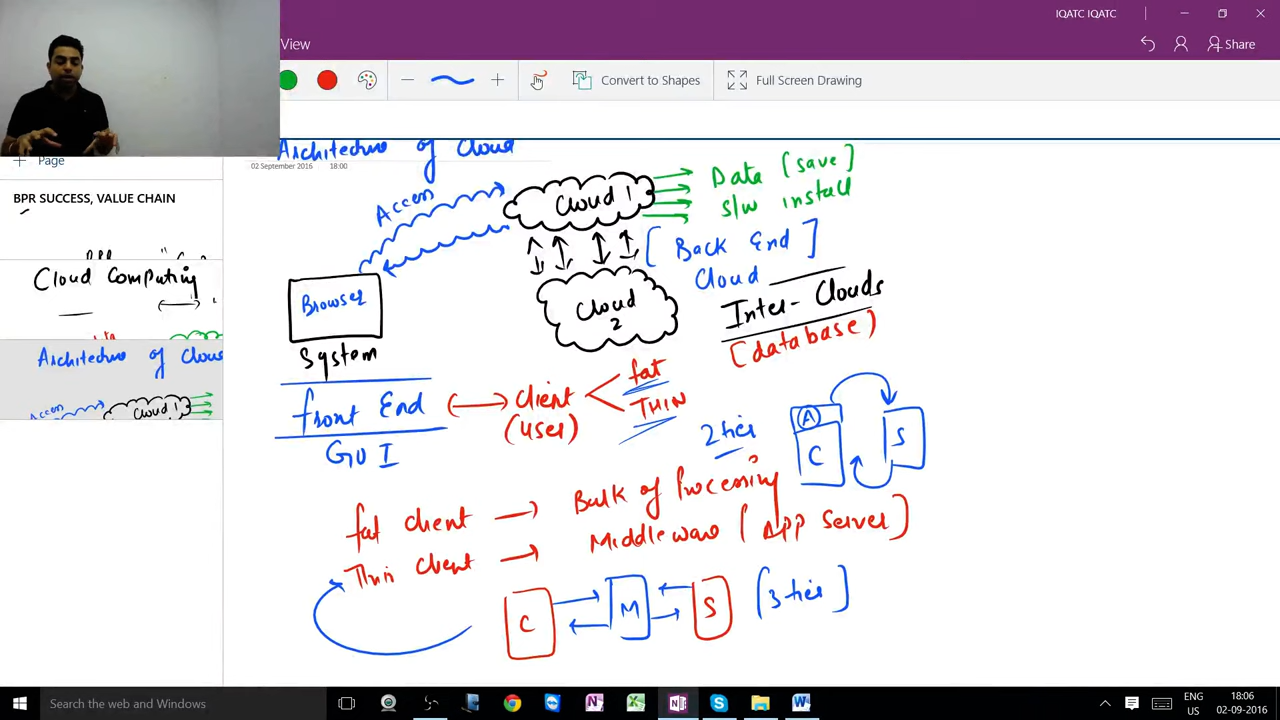 IQATC IQATC
View
Convert to Shapes
Full Screen Drawing
Share
Page
BPR SUCCESS, VALUE CHAIN
Cloud Computing
Architecture of Cloud
Access
Cloud 1
Architecture of Cloud
02 September 2016 18:00
Access
Cloud 1
Data [save]
S/w install
[Back End]
Cloud
Inter-Clouds
(database)
Cloud
2
Browser
System
front End
GUI
client
(user)
fat
THIN
2 tier
A
C
S
fat client → Bulk of Processing
Thin client → Middleware (APP Server)
C
M
S
[3 tier]
Search the web and Windows
ENG
US
18:06
02-09-2016